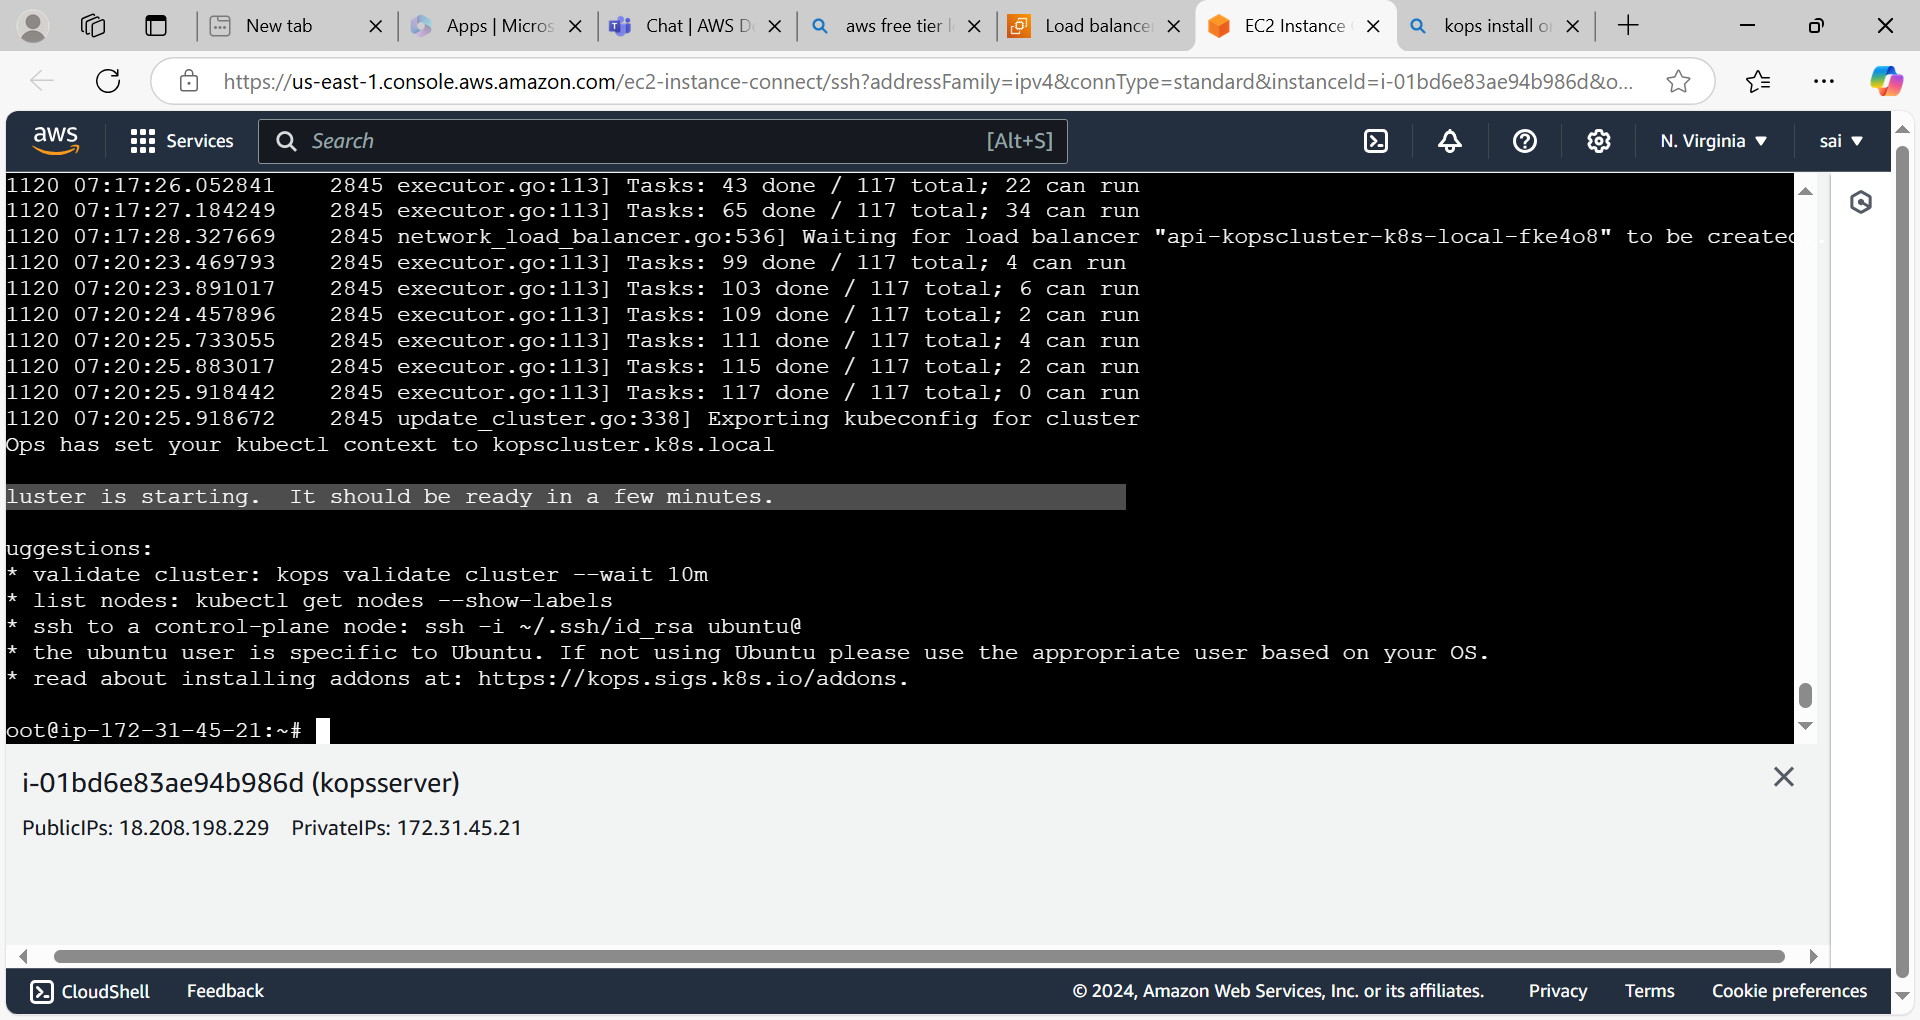 New tab
Apps | Micros
Chat | AWS D
aws free tier l
Load balance
EC2 Instance
kops install o
https://us-east-1.console.aws.amazon.com/ec2-instance-connect/ssh?addressFamily=ipv4&connType=standard&instanceId=i-01bd6e83ae94b986d&o...
aws
Services
Search
[Alt+S]
N. Virginia
sai
1120 07:17:26.052841    2845 executor.go:113] Tasks: 43 done / 117 total; 22 can run
1120 07:17:27.184249    2845 executor.go:113] Tasks: 65 done / 117 total; 34 can run
1120 07:17:28.327669    2845 network_load_balancer.go:536] Waiting for load balancer "api-kopscluster-k8s-local-fke4o8" to be created
1120 07:20:23.469793    2845 executor.go:113] Tasks: 99 done / 117 total; 4 can run
1120 07:20:23.891017    2845 executor.go:113] Tasks: 103 done / 117 total; 6 can run
1120 07:20:24.457896    2845 executor.go:113] Tasks: 109 done / 117 total; 2 can run
1120 07:20:25.733055    2845 executor.go:113] Tasks: 111 done / 117 total; 4 can run
1120 07:20:25.883017    2845 executor.go:113] Tasks: 115 done / 117 total; 2 can run
1120 07:20:25.918442    2845 executor.go:113] Tasks: 117 done / 117 total; 0 can run
1120 07:20:25.918672    2845 update_cluster.go:338] Exporting kubeconfig for cluster
Ops has set your kubectl context to kopscluster.k8s.local
luster is starting.  It should be ready in a few minutes.
uggestions:
* validate cluster: kops validate cluster --wait 10m
* list nodes: kubectl get nodes --show-labels
* ssh to a control-plane node: ssh -i ~/.ssh/id_rsa ubuntu@
* the ubuntu user is specific to Ubuntu. If not using Ubuntu please use the appropriate user based on your OS.
* read about installing addons at: https://kops.sigs.k8s.io/addons.
oot@ip-172-31-45-21:~#
i-01bd6e83ae94b986d (kopsserver)
PublicIPs: 18.208.198.229    PrivateIPs: 172.31.45.21
CloudShell
Feedback
© 2024, Amazon Web Services, Inc. or its affiliates.
Privacy
Terms
Cookie preferences